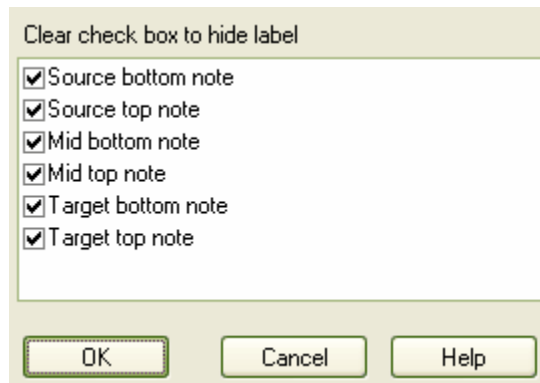 Clear check box to hide label
Source bottom note
Source top note
Mid bottom note
Mid top note
Target bottom note
Target top note
OK Cancel Help